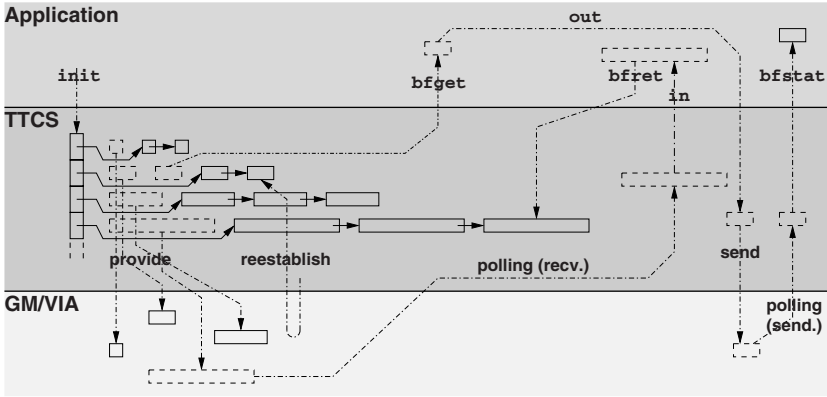 Application
out
init
bfget
bfret
bfstat
in
TTCS
provide
reestablish
polling (recv.)
send
GM/VIA
polling
(send.)